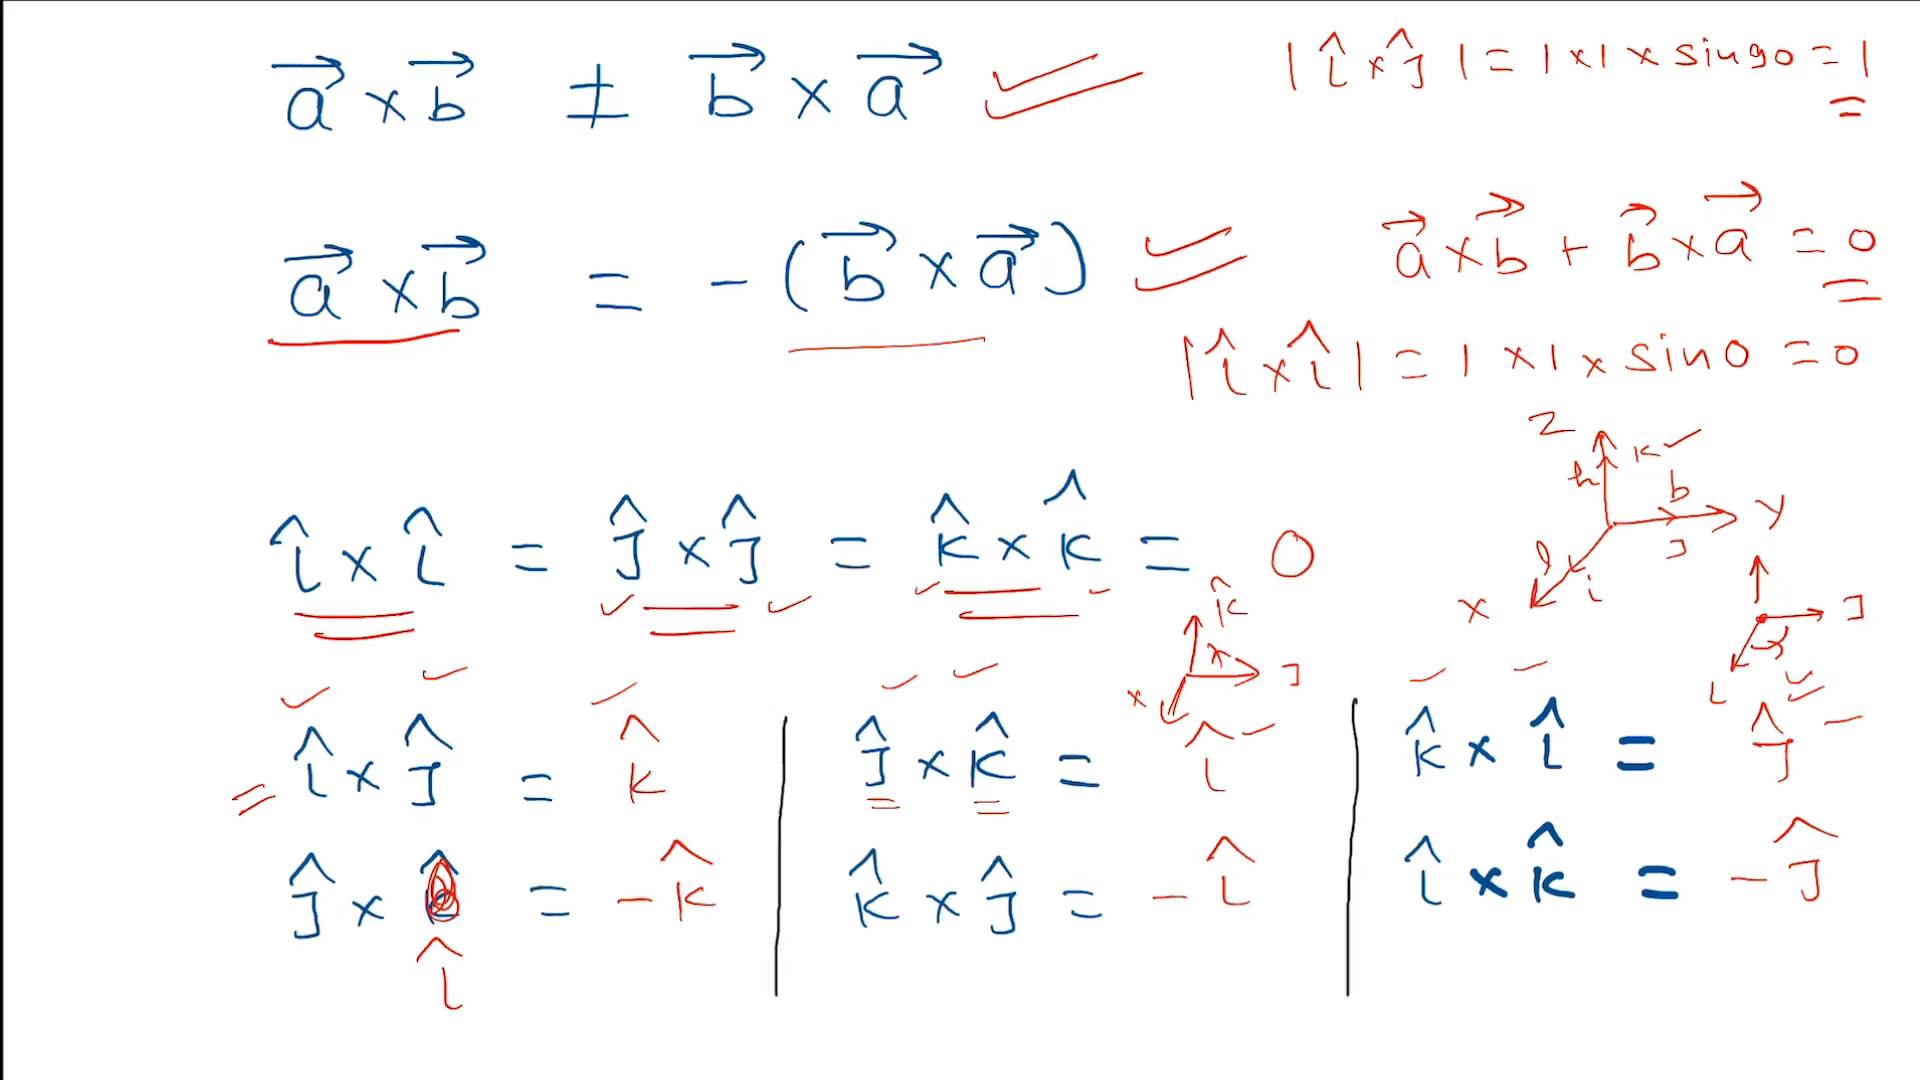 |î × ĵ| = 1 × 1 × sin90 = 1
a⃗ × b⃗ ≠ b⃗ × a⃗
a⃗ × b⃗ + b⃗ × a⃗ = 0
a⃗ × b⃗ = -(b⃗ × a⃗)
|î × î| = 1 × 1 × sin0 = 0
Z
k
b
Y
J
i
X
î × î = ĵ × ĵ = k̂ × k̂ = 0
k̂
J
x
J
i
î × ĵ = k̂
ĵ × k̂ = î
k̂ × î = ĵ
ĵ × î = -k̂
k̂ × ĵ = -î
î × k̂ = -ĵ